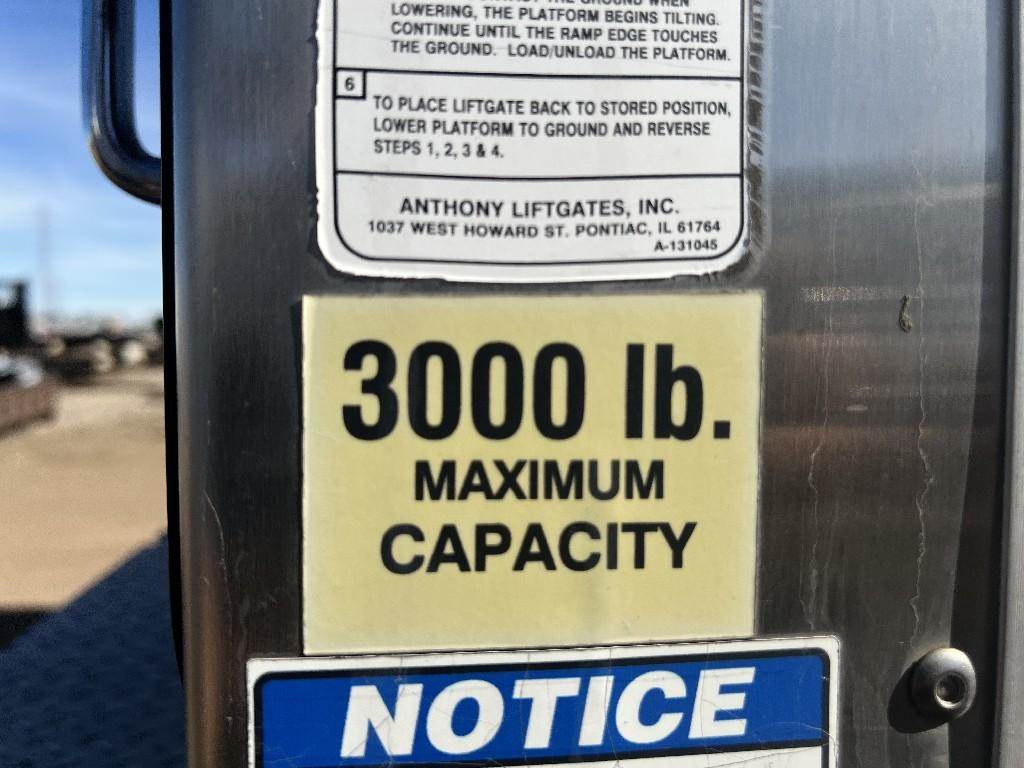 GROUND WHEN
LOWERING, THE PLATFORM BEGINS TILTING.
CONTINUE UNTIL THE RAMP EDGE TOUCHES
THE GROUND. LOAD/UNLOAD THE PLATFORM.
6
TO PLACE LIFTGATE BACK TO STORED POSITION,
LOWER PLATFORM TO GROUND AND REVERSE
STEPS 1, 2, 3 & 4.
ANTHONY LIFTGATES, INC.
1037 WEST HOWARD ST. PONTIAC, IL 61764
A-131045
3000 lb.
MAXIMUM
CAPACITY
NOTICE